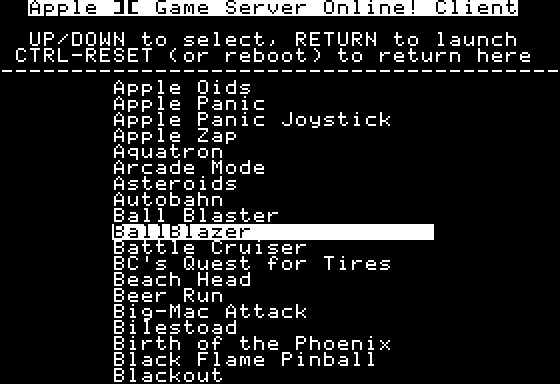 Apple ][ Game Server Online! Client
UP/DOWN to select, RETURN to launch
CTRL-RESET (or reboot) to return here
Apple Oids
Apple Panic
Apple Panic Joystick
Apple Zap
Aquatron
Arcade Mode
Asteroids
Autobahn
Ball Blaster
BallBlazer
Battle Cruiser
BC's Quest for Tires
Beach Head
Beer Run
Big-Mac Attack
Bilestoad
Birth of the Phoenix
Black Flame Pinball
Blackout